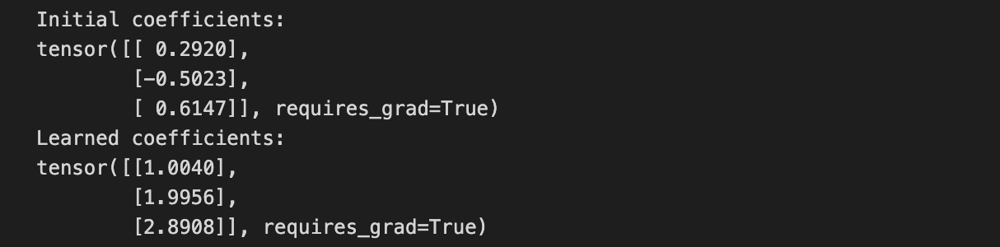 Initial coefficients:
tensor([[ 0.2920],
        [-0.5023],
        [ 0.6147]], requires_grad=True)
Learned coefficients:
tensor([[1.0040],
        [1.9956],
        [2.8908]], requires_grad=True)